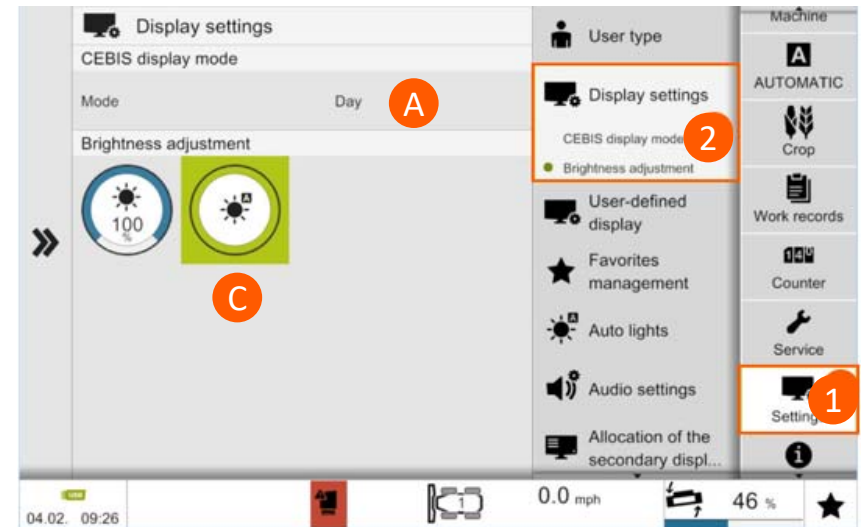 Display settings
CEBIS display mode
Mode
Day
A
Brightness adjustment
100
%
A
C
User type
Display settings
CEBIS display mode
2
Brightness adjustment
User-defined
display
Favorites
management
A
Auto lights
Audio settings
Allocation of the
secondary displ...
Machine
A
AUTOMATIC
Crop
Work records
140
Counter
Service
1
Setting
USB
04.02. 09:26
1
0.0 mph
46 %